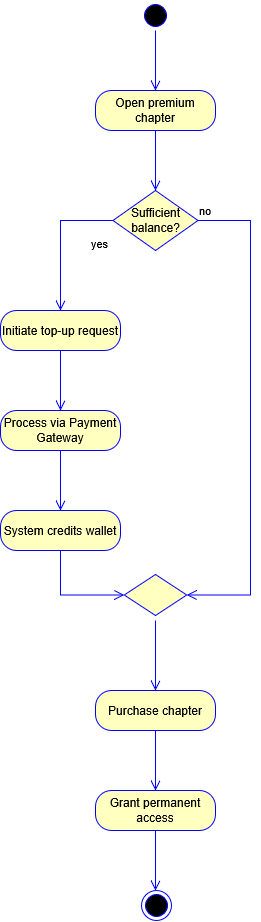 Open premium
chapter
Sufficient
balance?
no
yes
Initiate top-up request
Process via Payment
Gateway
System credits wallet
Purchase chapter
Grant permanent
access